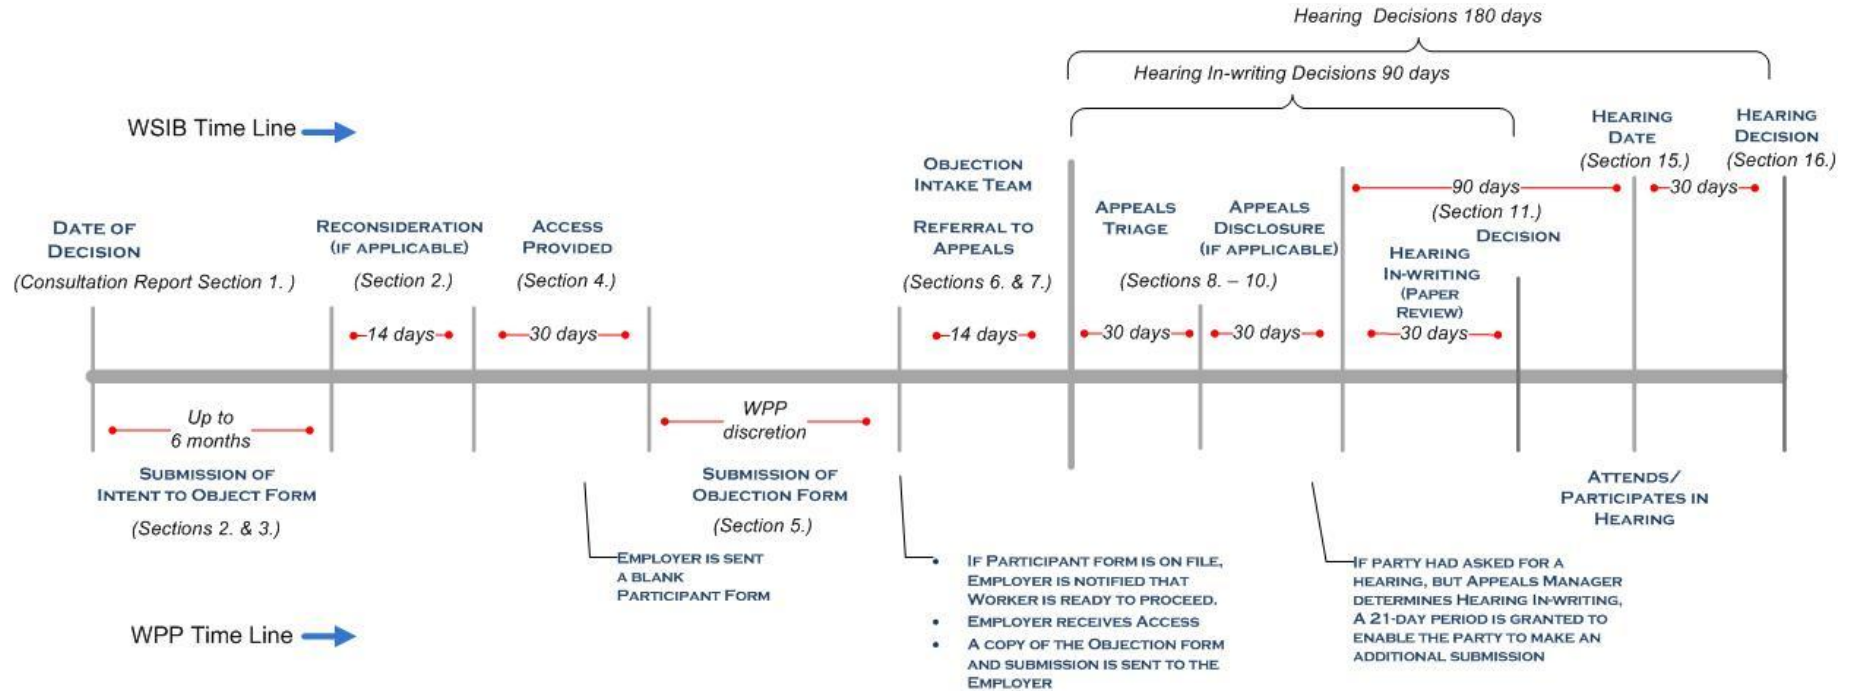 Hearing Decisions 180 days
Hearing In-writing Decisions 90 days
WSIB Time Line
DATE OF
DECISION
(Consultation Report Section 1. )
RECONSIDERATION
(IF APPLICABLE)
(Section 2.)
14 days
ACCESS
PROVIDED
(Section 4.)
30 days
OBJECTION
INTAKE TEAM
REFERRAL TO
APPEALS
(Sections 6. & 7.)
14 days
APPEALS
TRIAGE
APPEALS
DISCLOSURE
(IF APPLICABLE)
(Sections 8. – 10.)
30 days
30 days
90 days
(Section 11.)
DECISION
HEARING
IN-WRITING
(PAPER
REVIEW)
30 days
HEARING
DATE
(Section 15.)
30 days
HEARING
DECISION
(Section 16.)
Up to
6 months
SUBMISSION OF
INTENT TO OBJECT FORM
(Sections 2. & 3.)
WPP
discretion
SUBMISSION OF
OBJECTION FORM
(Section 5.)
ATTENDS/
PARTICIPATES IN
HEARING
EMPLOYER IS SENT
A BLANK
PARTICIPANT FORM
• IF PARTICIPANT FORM IS ON FILE,
EMPLOYER IS NOTIFIED THAT
WORKER IS READY TO PROCEED.
• EMPLOYER RECEIVES ACCESS
• A COPY OF THE OBJECTION FORM
AND SUBMISSION IS SENT TO THE
EMPLOYER
IF PARTY HAD ASKED FOR A
HEARING, BUT APPEALS MANAGER
DETERMINES HEARING IN-WRITING,
A 21-DAY PERIOD IS GRANTED TO
ENABLE THE PARTY TO MAKE AN
ADDITIONAL SUBMISSION
WPP Time Line